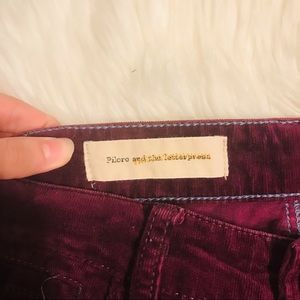 Pilcro and the letterpress